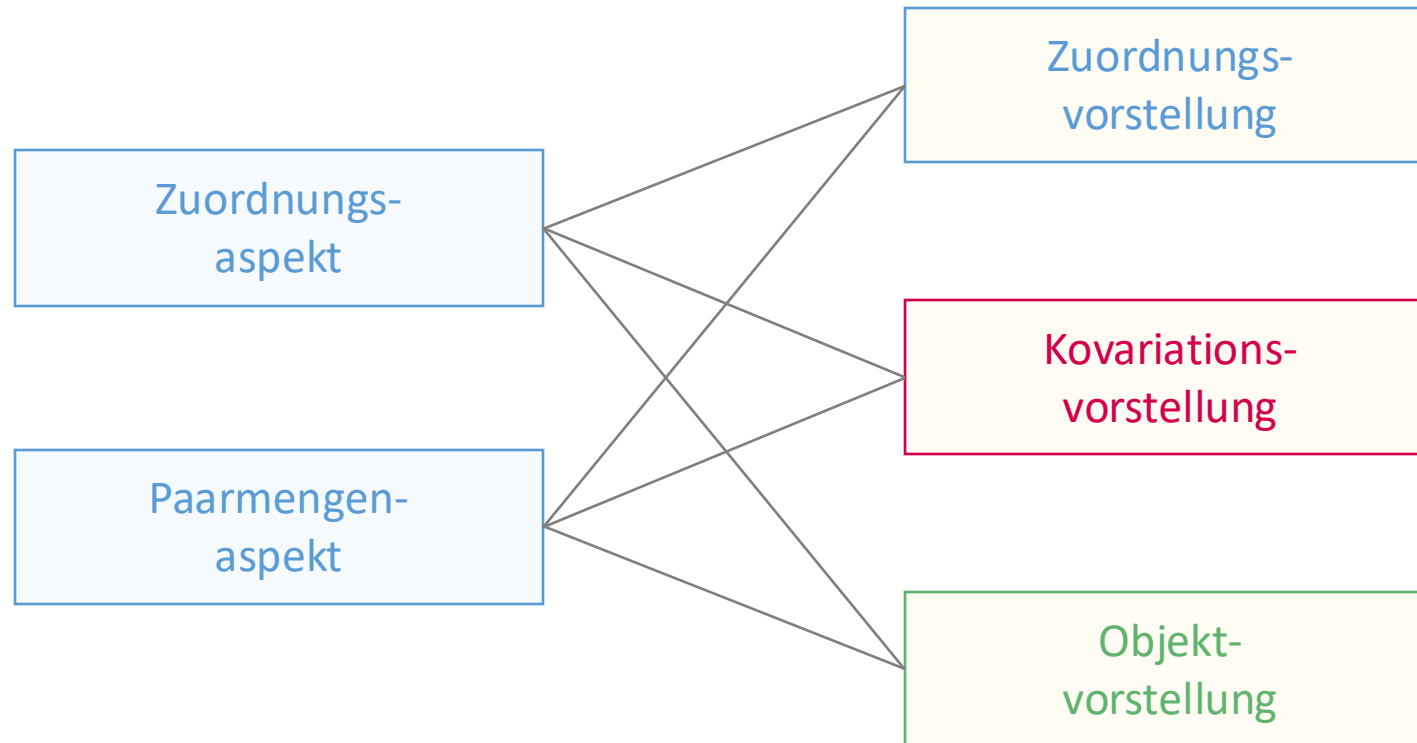 Zuordnungs-
aspekt
Paarmengen-
aspekt
Zuordnungs-
vorstellung
Kovariations-
vorstellung
Objekt-
vorstellung